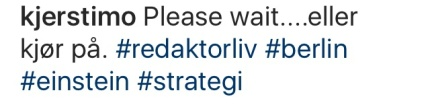 kjerstimo Please wait....eller
kjør på. #redaktorliv #berlin
#einstein #strategi